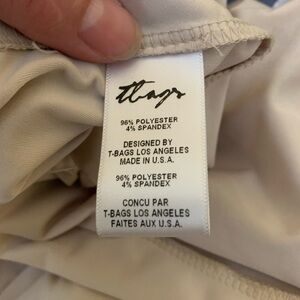 tbags
96% POLYESTER
4% SPANDEX
DESIGNED BY
T-BAGS LOS ANGELES
MADE IN U.S.A.
96% POLYESTER
4% SPANDEX
CONCU PAR
T-BAGS LOS ANGELES
FAITES AUX U.S.A.